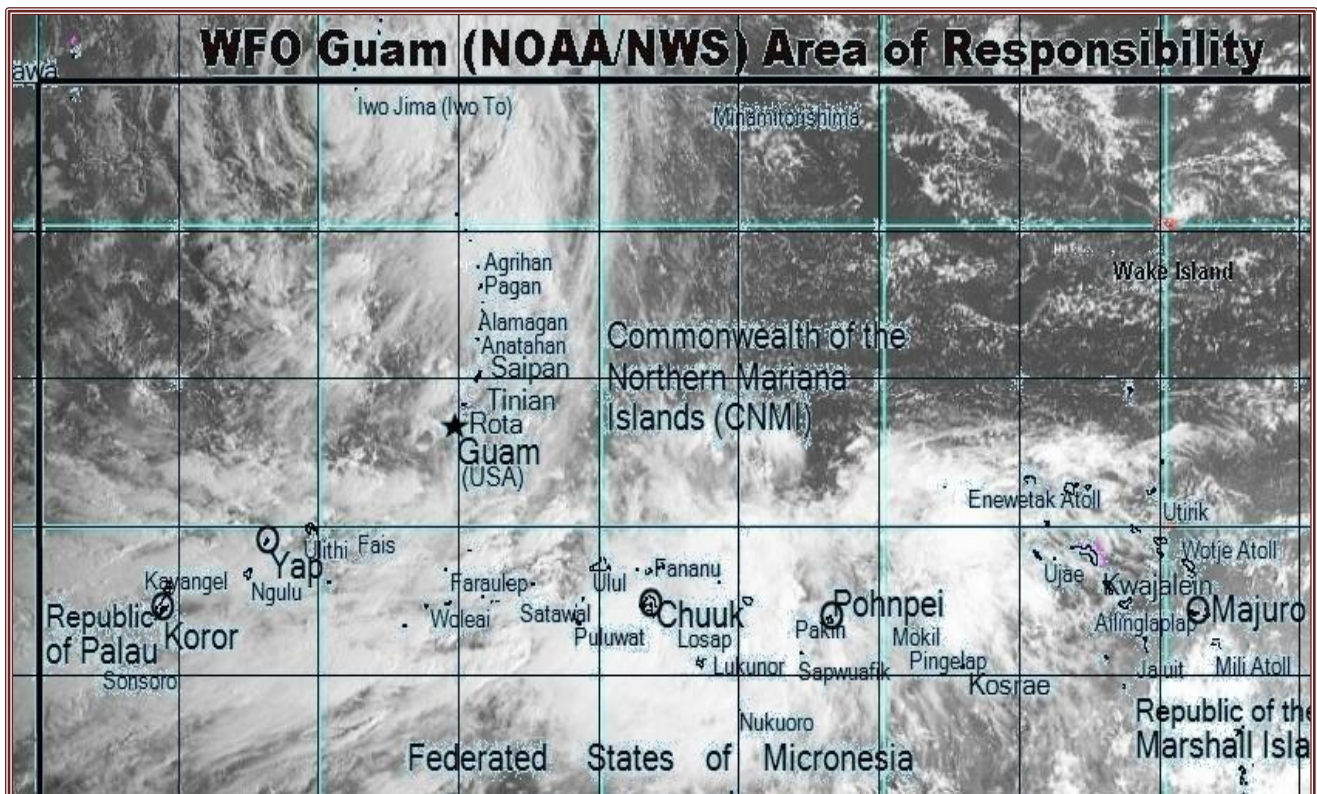 WFO Guam (NOAA/NWS) Area of Responsibility
awa
Iwo Jima (Iwo To)
Minamitorishima
Agrihan
Pagan
Wake Island
Alamagan
Anatahan
Saipan
Commonwealth of the
Northern Mariana
Islands (CNMI)
Tinian
Rota
Guam
(USA)
Enewetak Atoll
Utirik
Yap
Ulithi
Fais
Wotje Atoll
Kayangel
Ngulu
Faraulep
Ulul
Fananu
Ujae
Kwajalein
Republic
of Palau
Koror
Woleai
Satawal
Puluwat
Chuuk
Losap
Pakin
Pohnpei
Mokil
Ailinglaplap
Majuro
Sonsoro
Lukunor
Sapwuafik
Pingelap
Kosrae
Jaluit
Mili Atoll
Nukuoro
Republic of the
Marshall Isla
Federated States of Micronesia